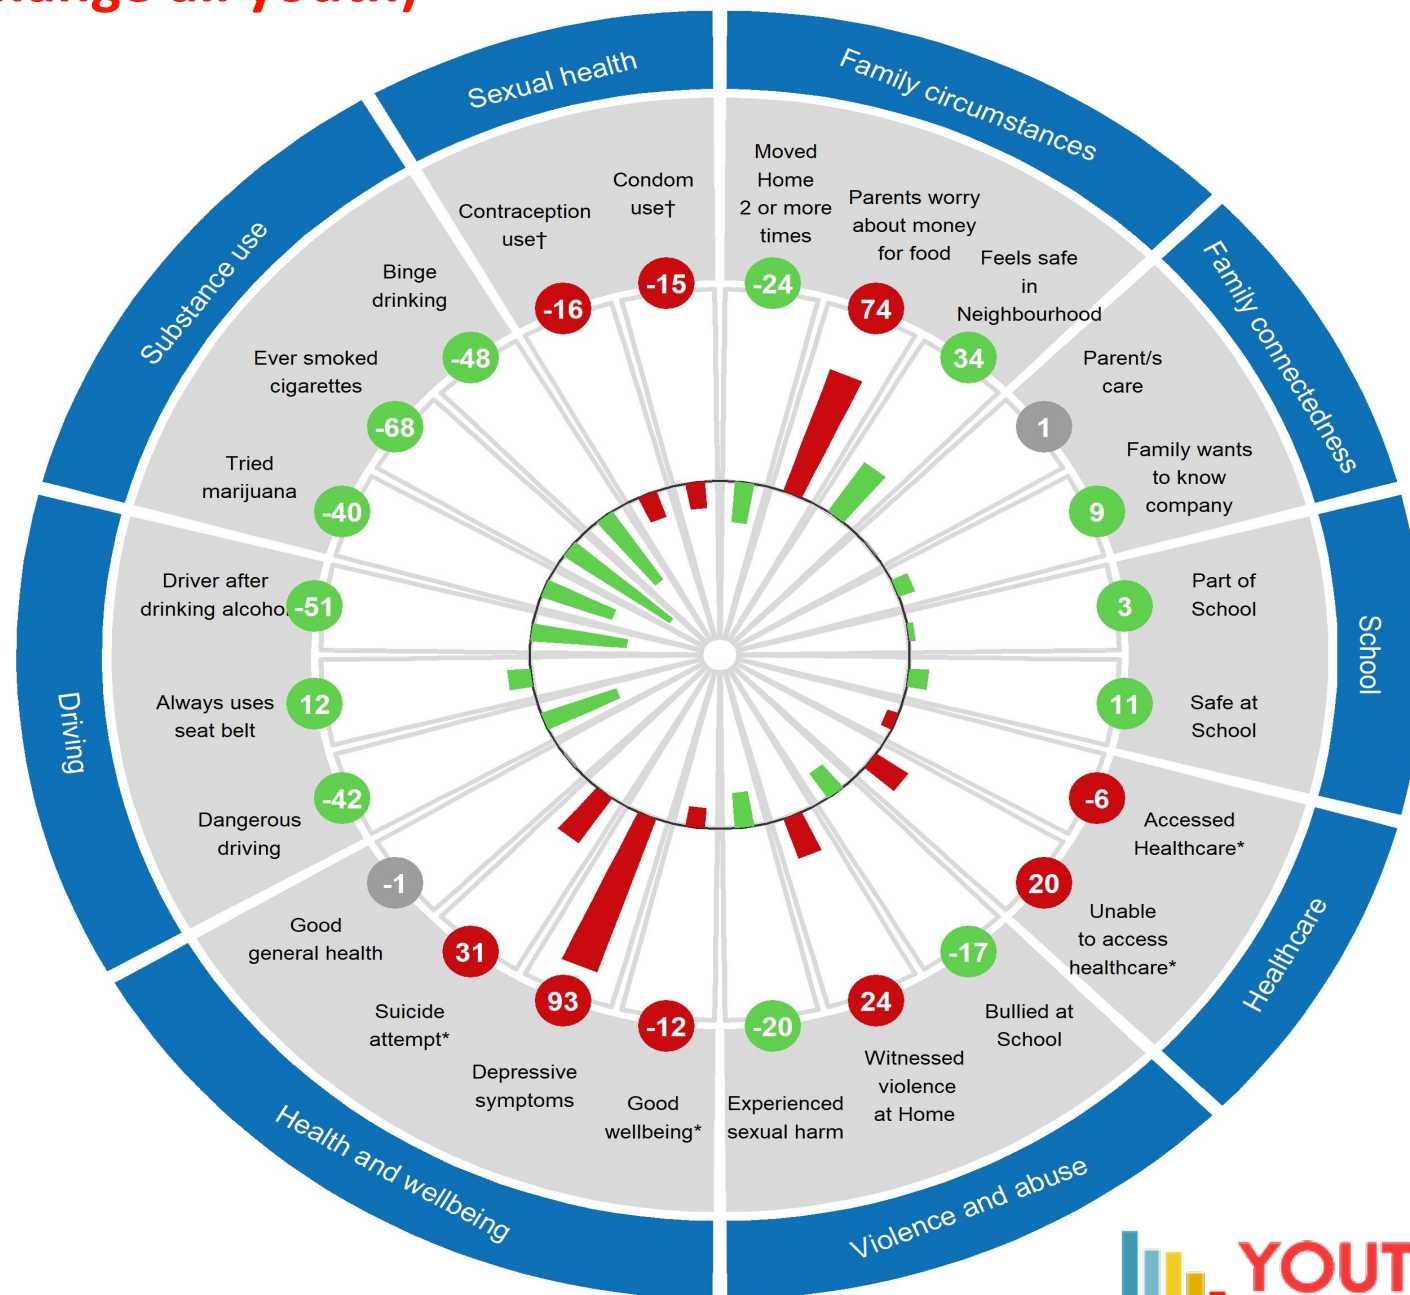 Sexual health
Family circumstances
Family connectedness
School
Healthcare
Violence and abuse
Health and wellbeing
Driving
Substance use
Moved
Home
2 or more
times
-24
Parents worry
about money
for food
74
Feels safe
in
Neighbourhood
34
Parent/s
care
1
Family wants
to know
company
9
Part of
School
3
Safe at
School
11
Accessed
Healthcare*
-6
Unable
to access
healthcare*
20
Bullied at
School
-17
Witnessed
violence
at Home
24
Experienced
sexual harm
-20
Good
wellbeing*
-12
Depressive
symptoms
93
Suicide
attempt*
31
Good
general health
-1
Dangerous
driving
-42
Always uses
seat belt
12
Driver after
drinking alcohol
-51
Tried
marijuana
-40
Ever smoked
cigarettes
-68
Binge
drinking
-48
Contraception
use†
-16
Condom
use†
-15
YOUT